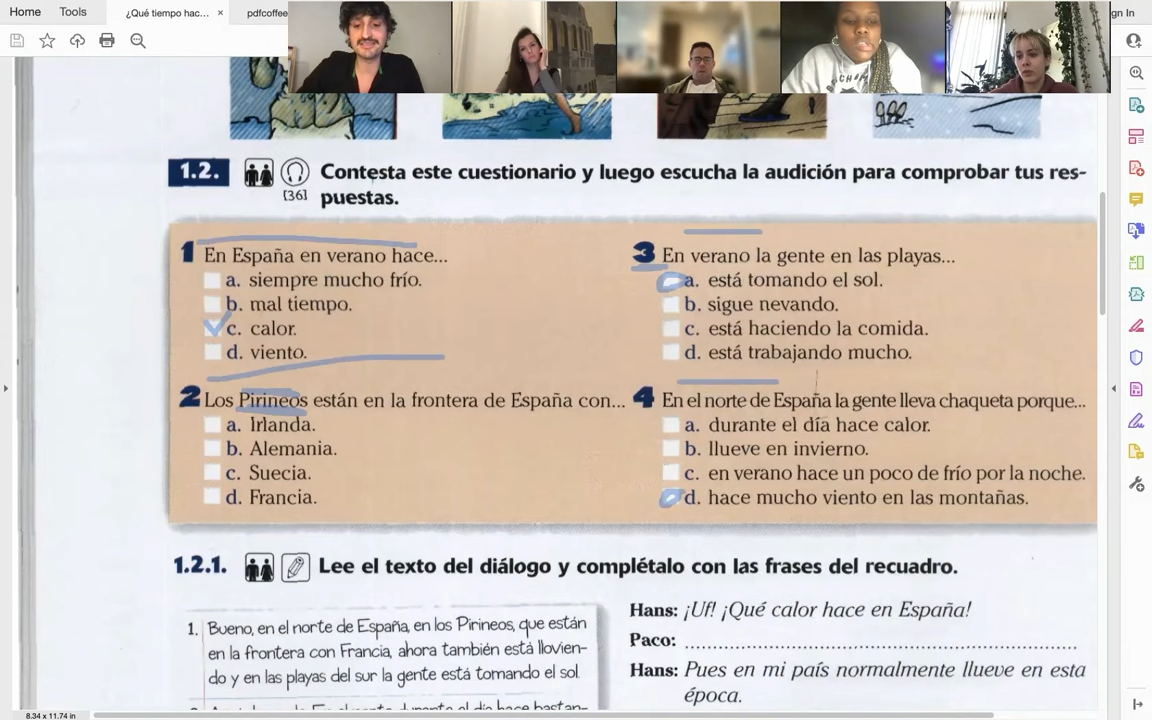 Home Tools ¿Qué tiempo hac... × pdfcoffee
gn In
1.2. Contesta este cuestionario y luego escucha la audición para comprobar tus res-
[36] puestas.
1 En España en verano hace...
a. siempre mucho frío.
b. mal tiempo.
c. calor.
d. viento.
2 Los Pirineos están en la frontera de España con...
a. Irlanda.
b. Alemania.
c. Suecia.
d. Francia.
3 En verano la gente en las playas...
a. está tomando el sol.
b. sigue nevando.
c. está haciendo la comida.
d. está trabajando mucho.
4 En el norte de España la gente lleva chaqueta porque...
a. durante el día hace calor.
b. llueve en invierno.
c. en verano hace un poco de frío por la noche.
d. hace mucho viento en las montañas.
1.2.1. Lee el texto del diálogo y complétalo con las frases del recuadro.
1. Bueno, en el norte de España, en los Pirineos, que están
en la frontera con Francia, ahora también está llovien-
do y en las playas del sur la gente está tomando el sol.
Hans: ¡Uf! ¡Qué calor hace en España!
Paco: ........................................................................
Hans: Pues en mi país normalmente llueve en esta
época.
8.34 x 11.74 in